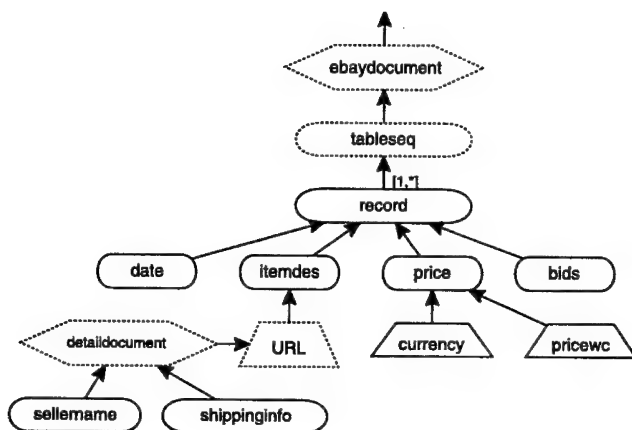 ebaydocument
tableseq
[1,*]
record
date
itemdes
price
bids
detaildocument
URL
currency
pricewc
sellername
shippinginfo